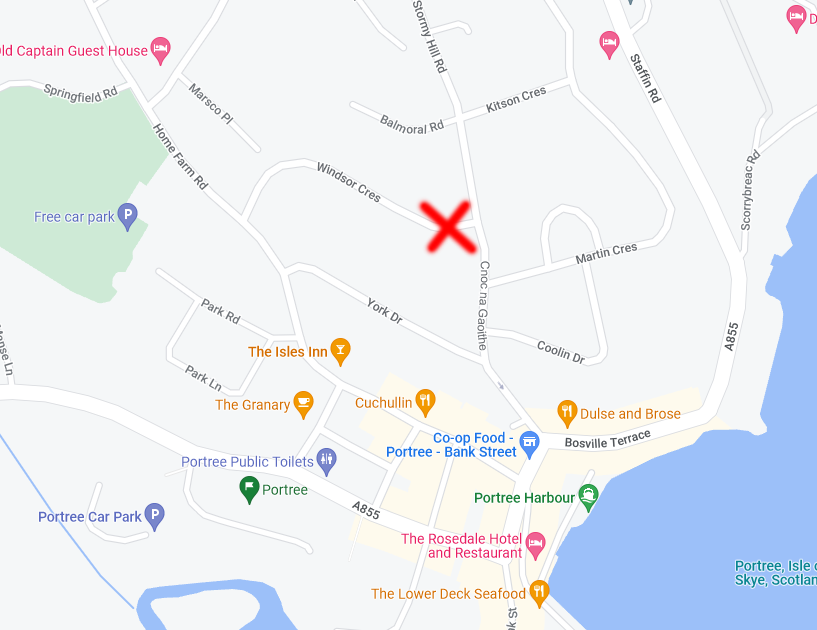 Stormy Hill Rd
ld Captain Guest House
D
Staffin Rd
Springfield Rd
Marsco Pl
Kitson Cres
Balmoral Rd
Home Farm Rd
Windsor Cres
Scorrybreac Rd
Free car park
P
Martin Cres
Cnoc na Gaoithe
York Dr
Park Rd
Coolin Dr
A855
Manse Ln
The Isles Inn
Park Ln
The Granary
Cuchullin
Dulse and Brose
Co-op Food -
Portree - Bank Street
Bosville Terrace
Portree Public Toilets
Portree
Portree Harbour
A855
Portree Car Park
P
The Rosedale Hotel
and Restaurant
Portree, Isle o
Skye, Scotlan
The Lower Deck Seafood
k St